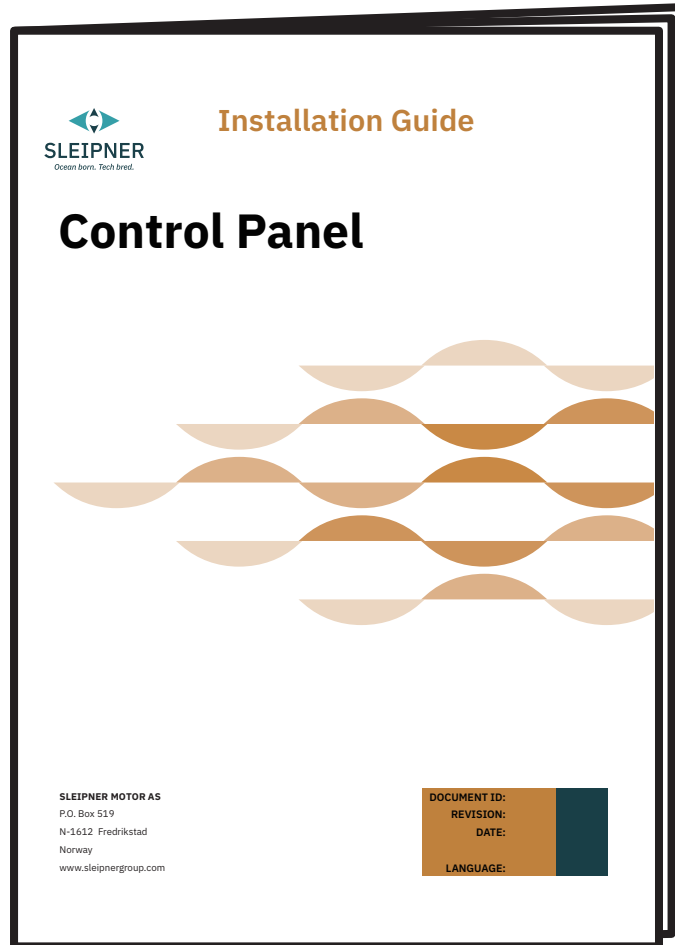 Installation Guide
SLEIPNER
Ocean born. Tech bred.
Control Panel
SLEIPNER MOTOR AS
P.O. Box 519
N-1612 Fredrikstad
Norway
www.sleipnergroup.com
DOCUMENT ID:
REVISION:
DATE:
LANGUAGE: